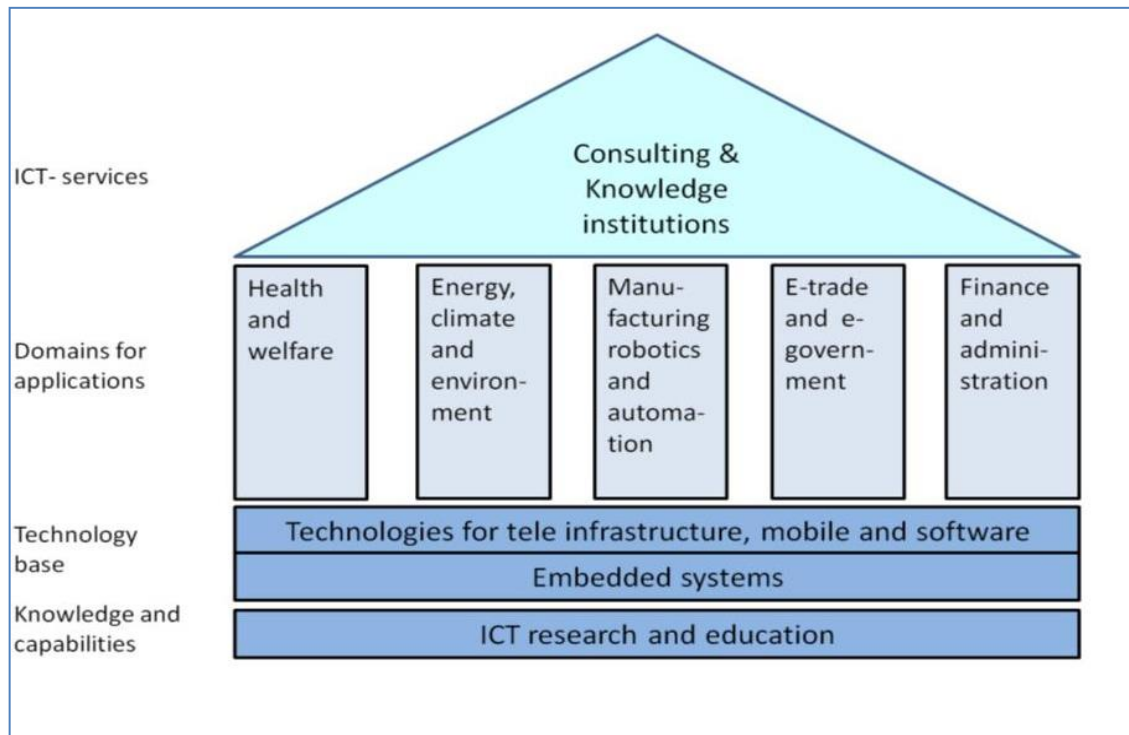 ICT- services
Consulting &
Knowledge
institutions
Domains for
applications
Health
and
welfare
Energy,
climate
and
environ-
ment
Manu-
facturing
robotics
and
automa-
tion
E-trade
and e-
govern-
ment
Finance
and
admini-
stration
Technology
base
Technologies for tele infrastructure, mobile and software
Embedded systems
Knowledge and
capabilities
ICT research and education